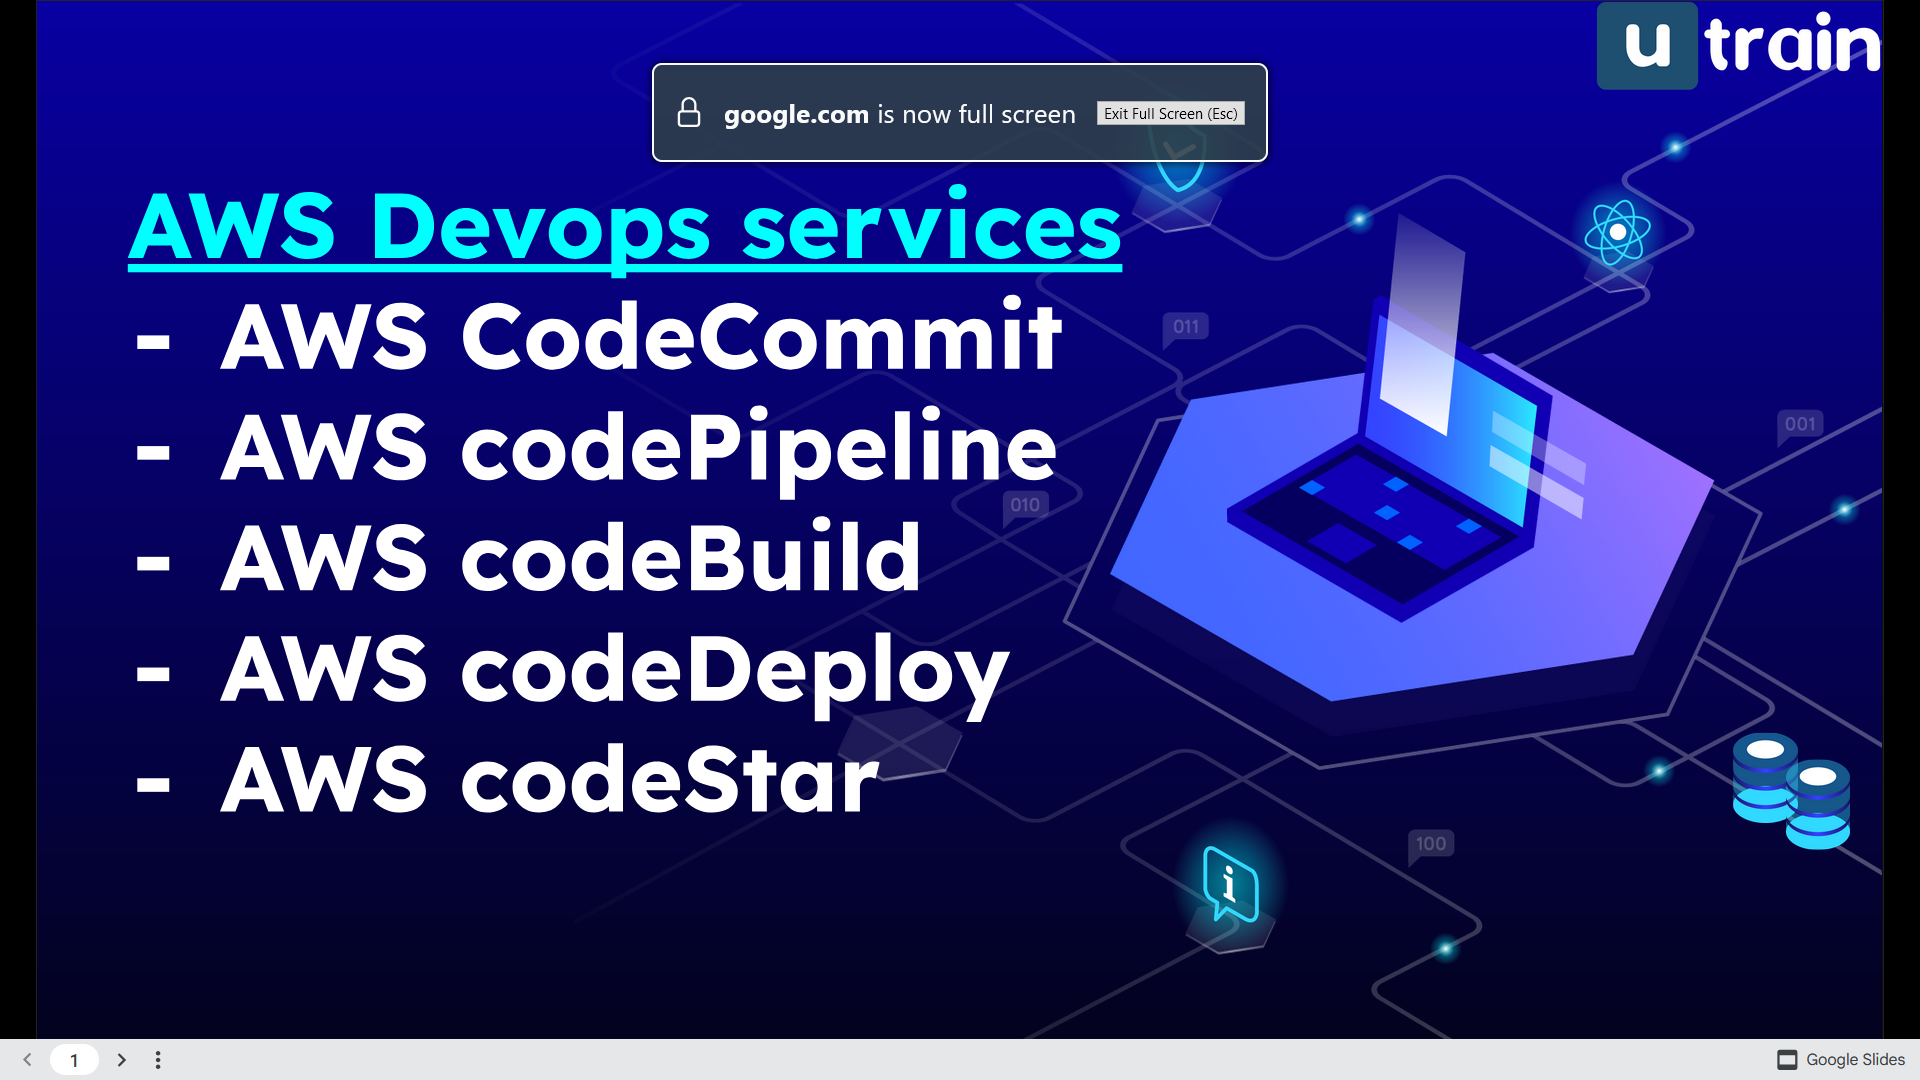 u train
google.com is now full screen Exit Full Screen (Esc)
AWS Devops services
- AWS CodeCommit
- AWS codePipeline
- AWS codeBuild
- AWS codeDeploy
- AWS codeStar
011
001
010
100
i
1
Google Slides